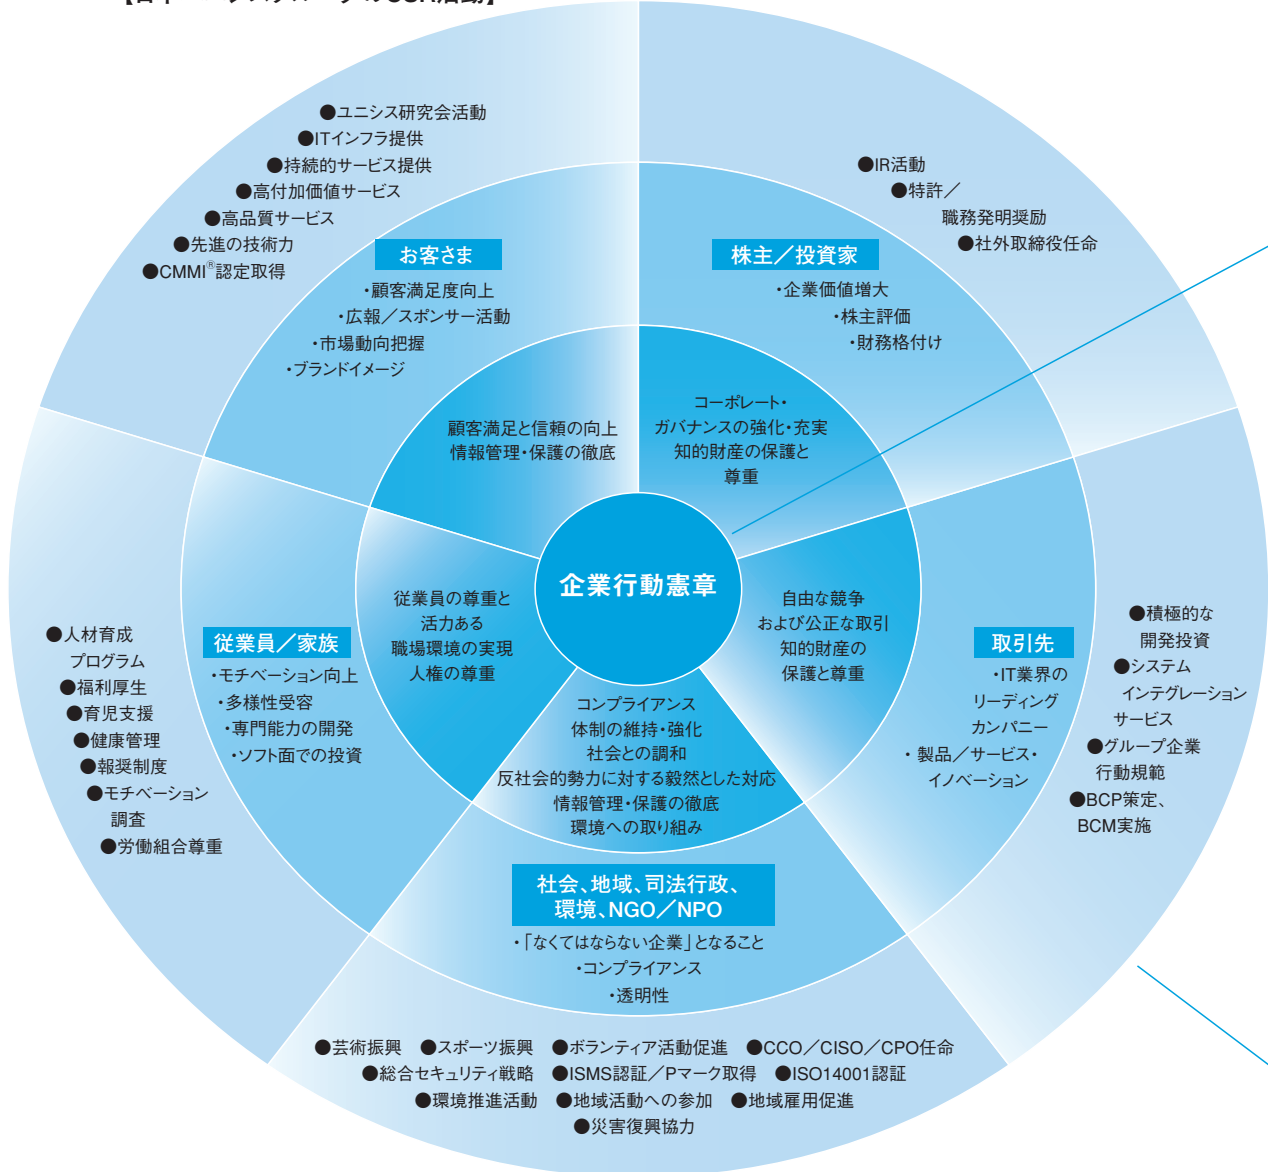 ●ユニシス研究会活動
●ITインフラ提供
●持続的サービス提供
●高付加価値サービス
●高品質サービス
●先進の技術力
●CMMI®認定取得
お客さま
・顧客満足度向上
・広報／スポンサー活動
・市場動向把握
・ブランドイメージ
顧客満足と信頼の向上
情報管理・保護の徹底
●IR活動
●特許／
職務発明奨励
●社外取締役任命
株主／投資家
・企業価値増大
・株主評価
・財務格付け
コーポレート・
ガバナンスの強化・充実
知的財産の保護と
尊重
企業行動憲章
自由な競争
および公正な取引
知的財産の
保護と尊重
取引先
・IT業界の
リーディング
カンパニー
・製品／サービス・
イノベーション
●積極的な
開発投資
●システム
インテグレーション
サービス
●グループ企業
行動規範
●BCP策定、
BCM実施
従業員の尊重と
活力ある
職場環境の実現
人権の尊重
従業員／家族
・モチベーション向上
・多様性受容
・専門能力の開発
・ソフト面での投資
●人材育成
プログラム
●福利厚生
●育児支援
●健康管理
●報奨制度
●モチベーション
調査
●労働組合尊重
コンプライアンス
体制の維持・強化
社会との調和
反社会的勢力に対する毅然とした対応
情報管理・保護の徹底
環境への取り組み
社会、地域、司法行政、
環境、NGO／NPO
・「なくてはならない企業」となること
・コンプライアンス
・透明性
●芸術振興 ●スポーツ振興 ●ボランティア活動促進 ●CCO／CISO／CPO任命
●総合セキュリティ戦略 ●ISMS認証／Pマーク取得 ●ISO14001認証
●環境推進活動 ●地域活動への参加 ●地域雇用促進
●災害復興協力